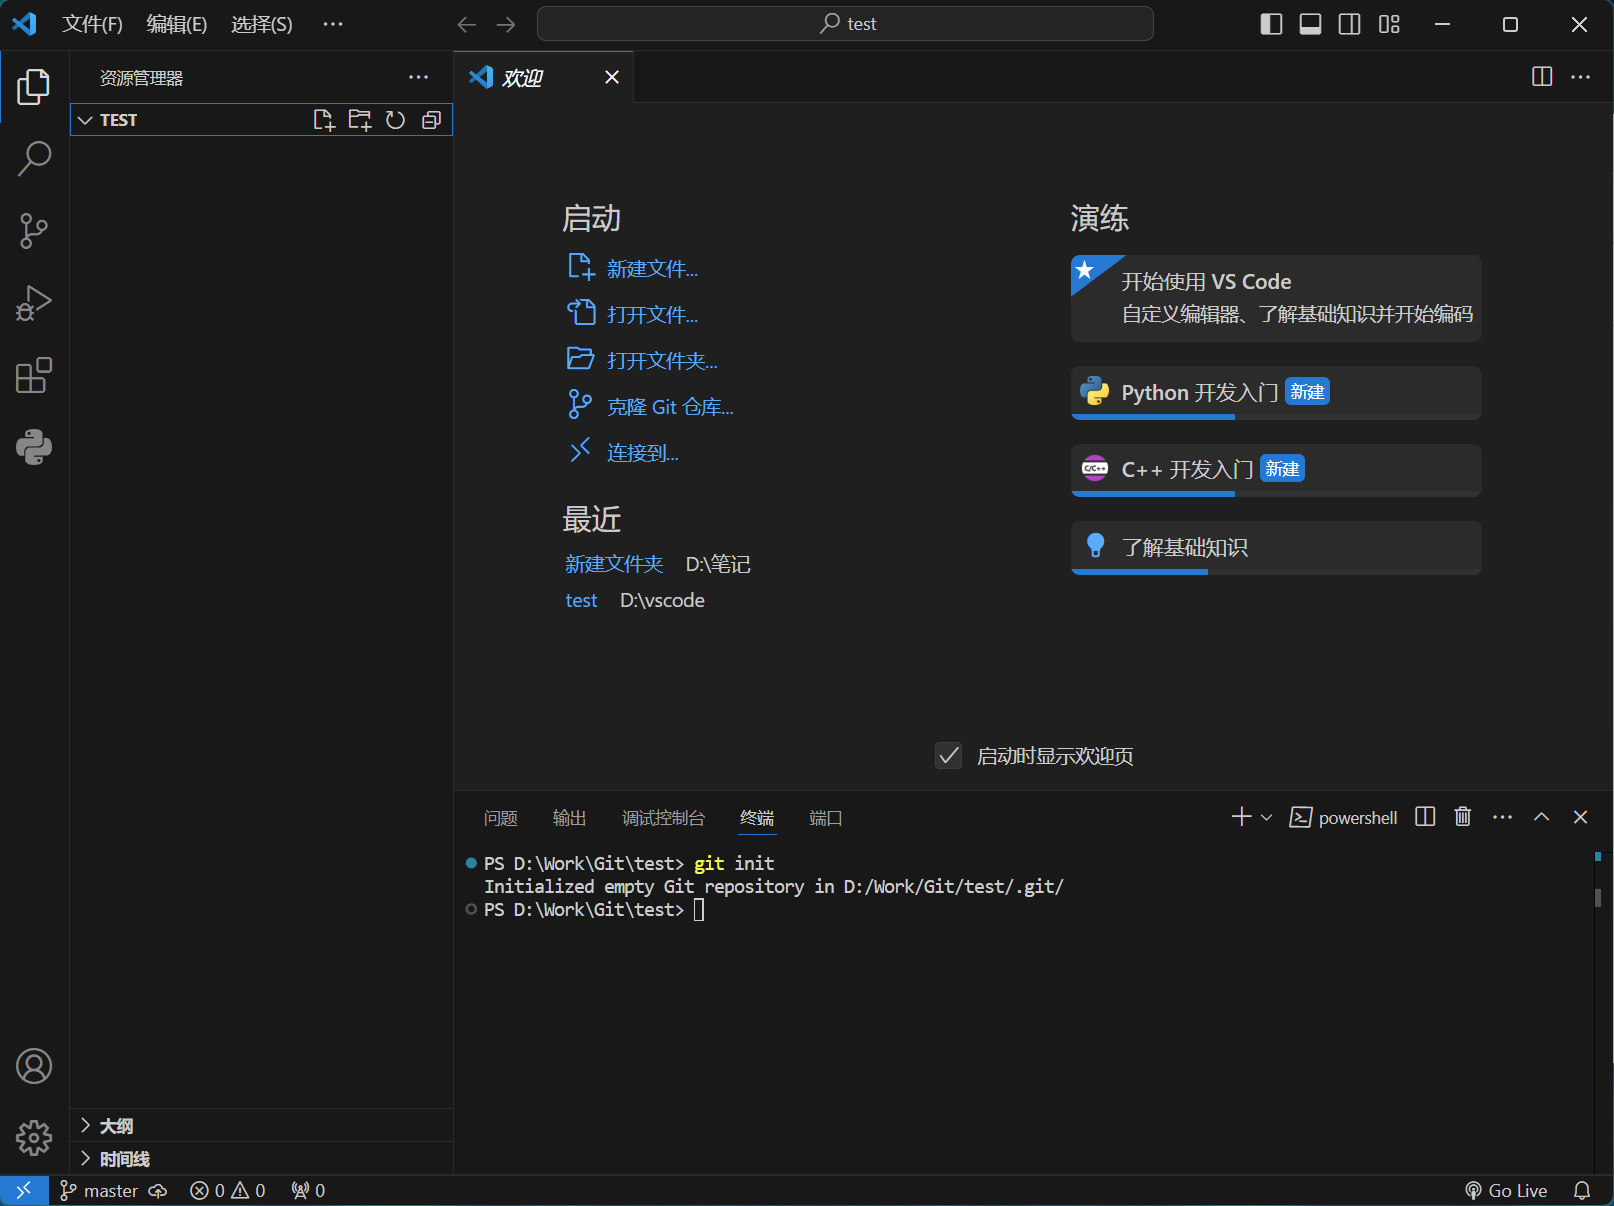 文件(F) 编辑(E) 选择(S) ··· test
资源管理器 ···
TEST
欢迎
启动
新建文件...
打开文件...
打开文件夹...
克隆 Git 仓库...
连接到...
最近
新建文件夹 D:\笔记
test D:\vscode
演练
开始使用 VS Code
自定义编辑器、了解基础知识并开始编码
Python 开发入门 新建
C/C++
C++ 开发入门 新建
了解基础知识
启动时显示欢迎页
问题 输出 调试控制台 终端 端口 powershell
PS D:\Work\Git\test> git init
Initialized empty Git repository in D:/Work/Git/test/.git/
PS D:\Work\Git\test>
大纲
时间线
master 0 0 0 Go Live